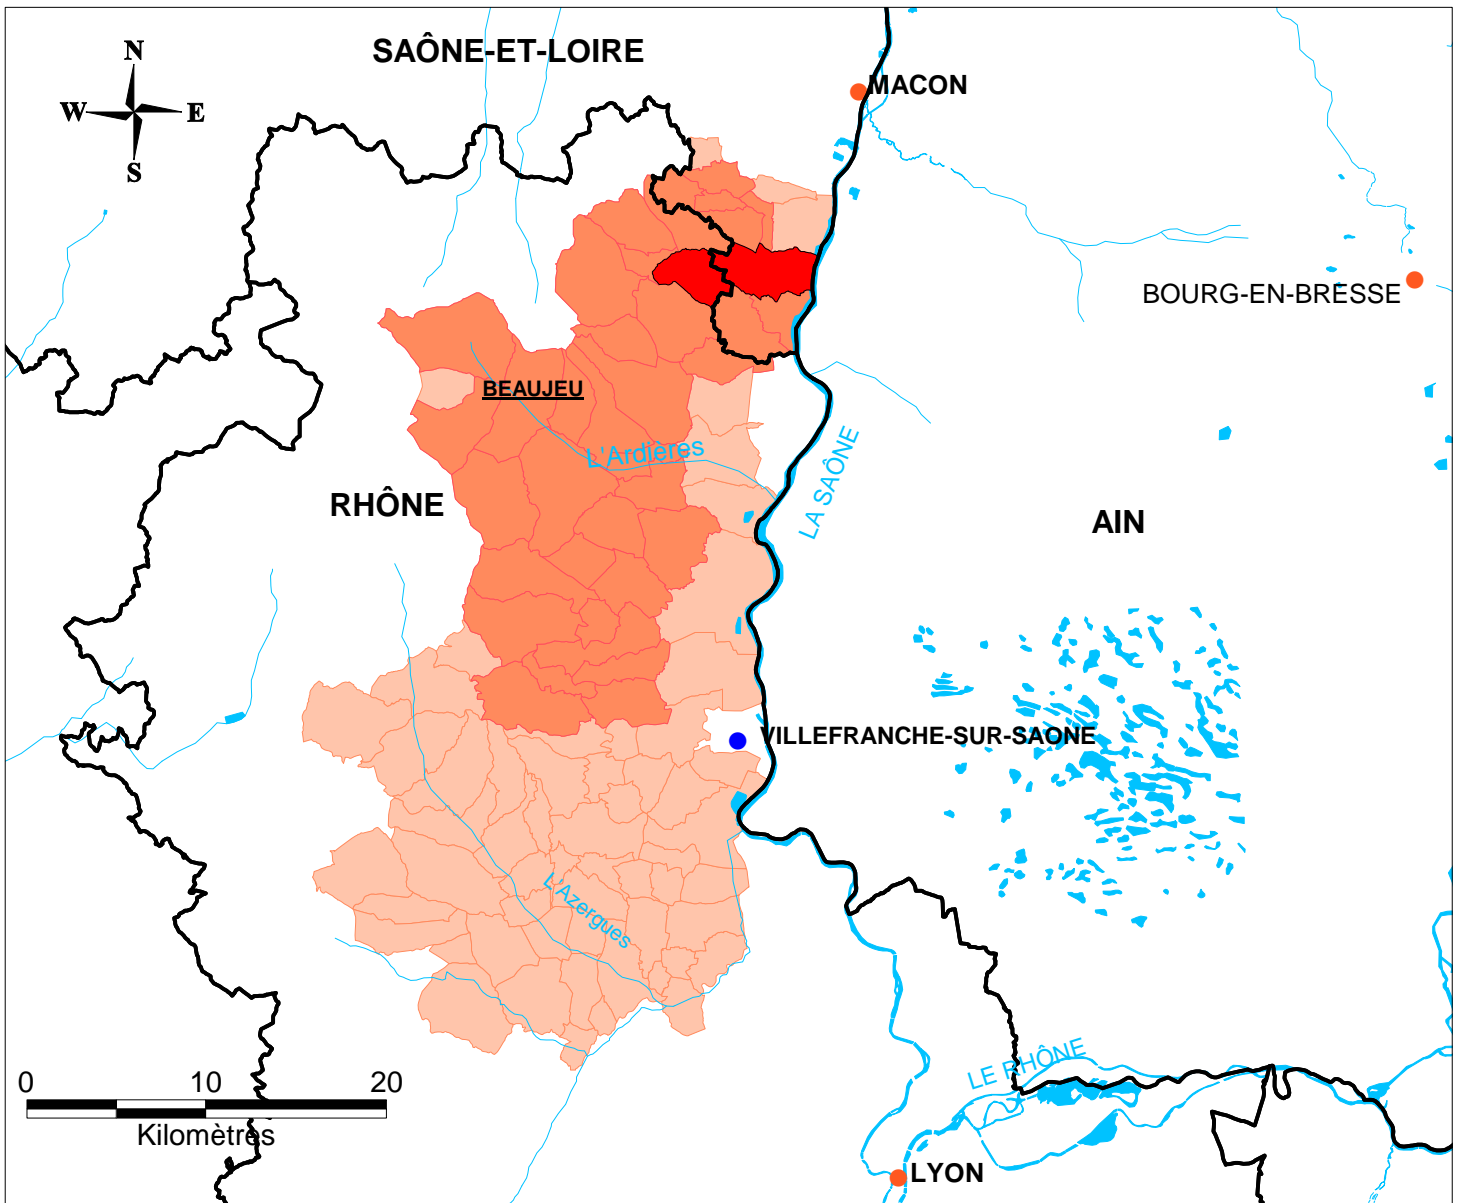 SAÔNE-ET-LOIRE
N
W E
S
MACON
BOURG-EN-BRESSE
BEAUJEU
L'Ardières
LA SAÔNE
RHÔNE
AIN
VILLEFRANCHE-SUR-SAONE
L'Azergues
LE RHÔNE
0 10 20
Kilomètres
LYON